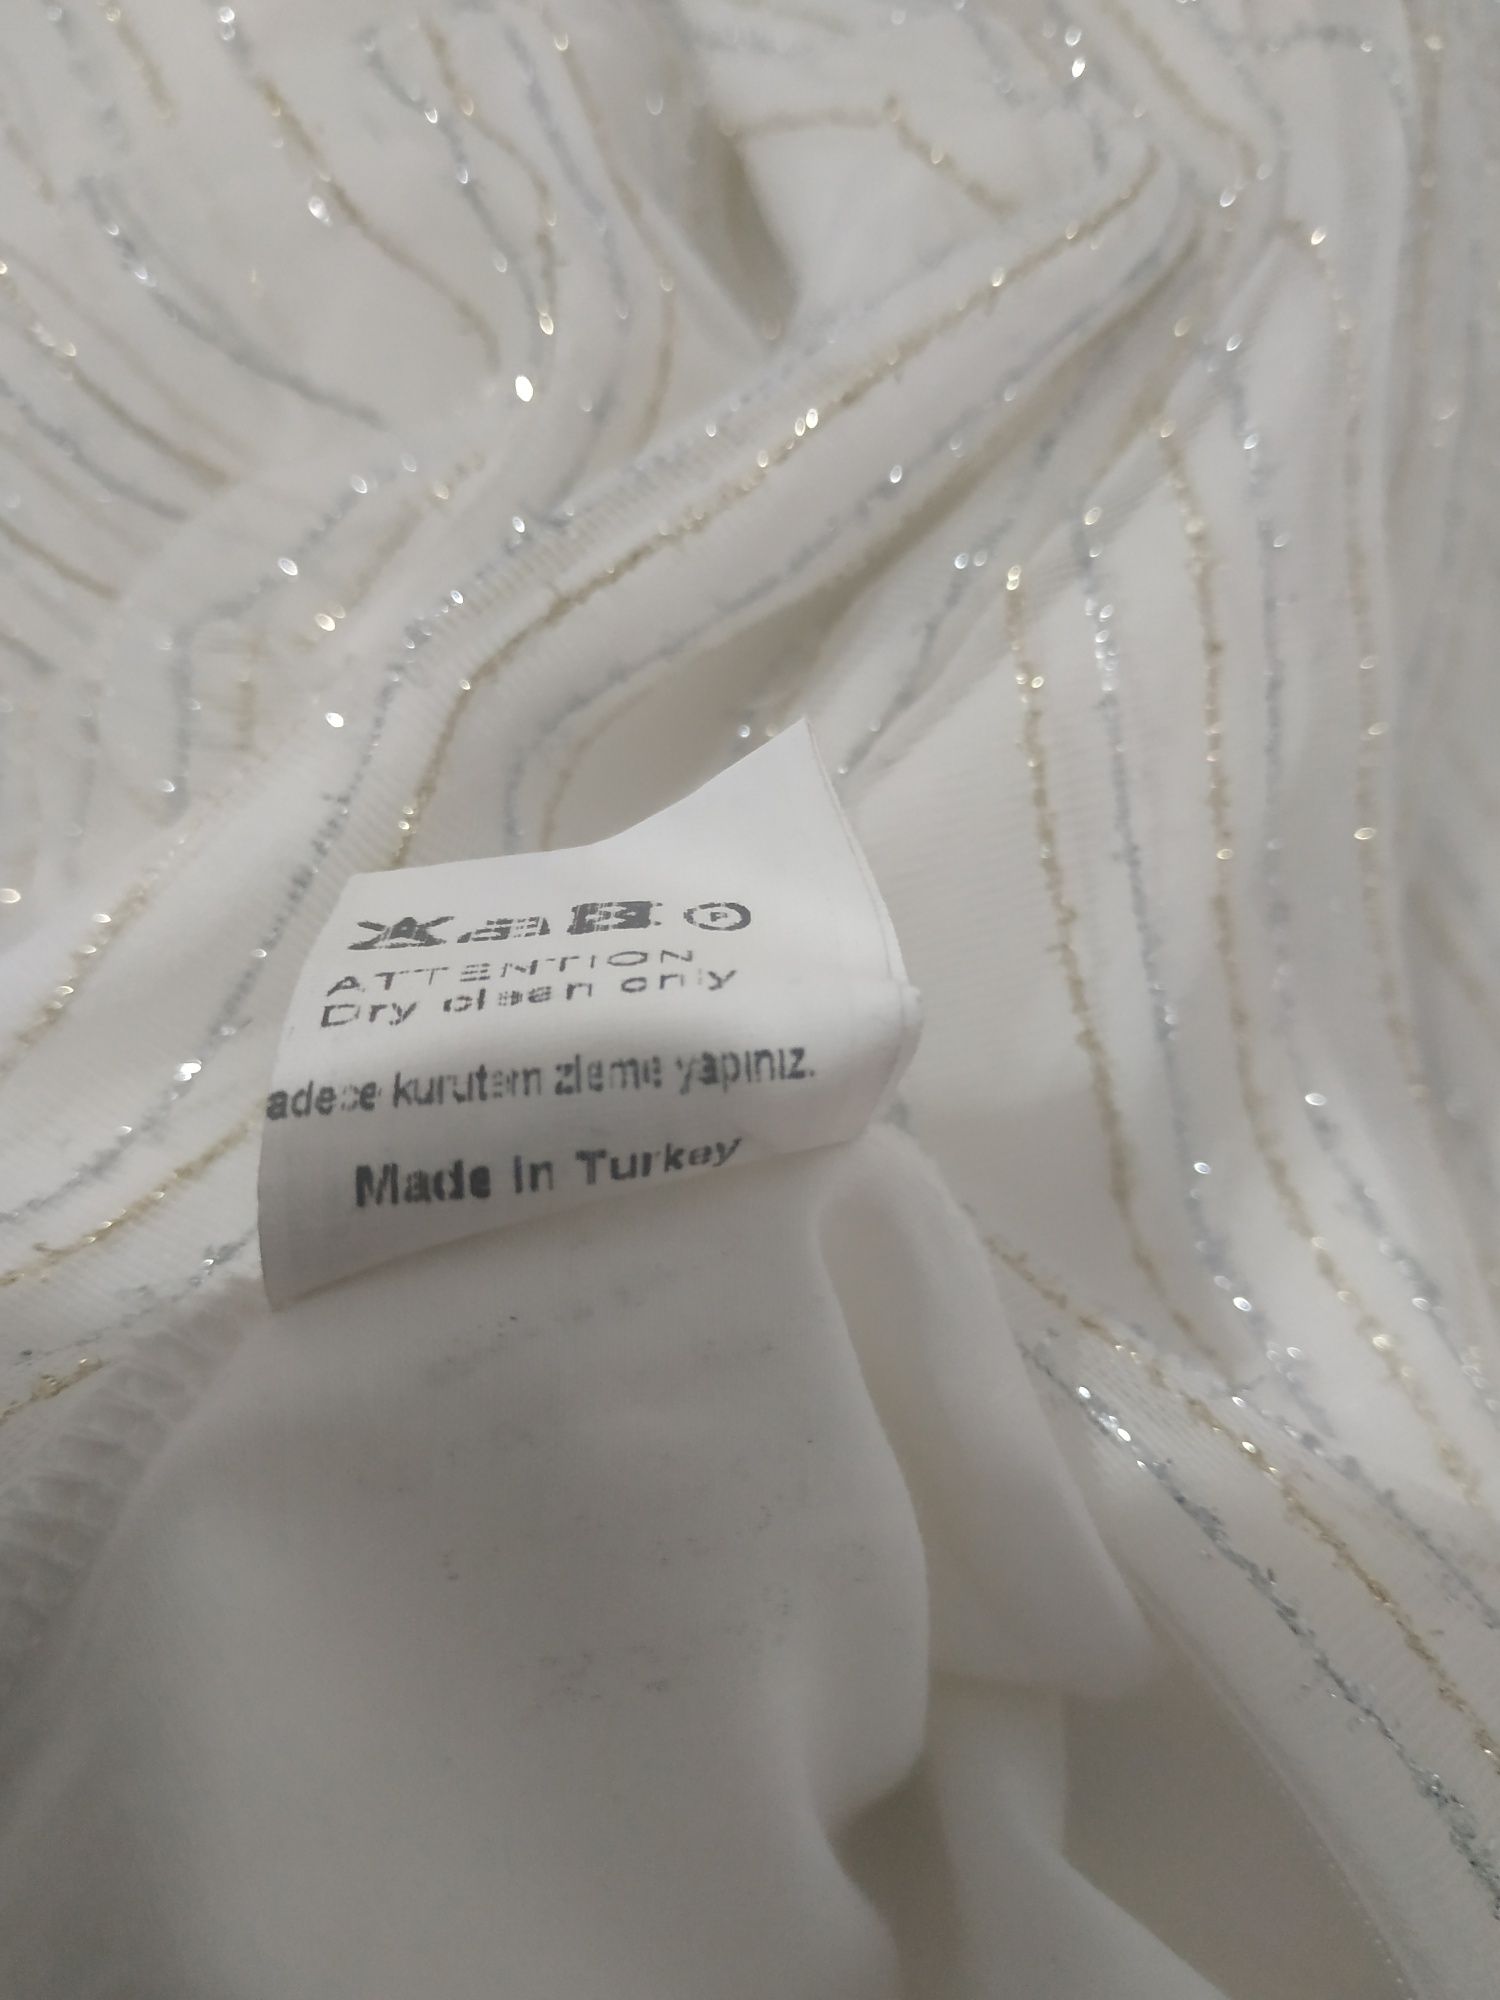 P
ATTENTION
Dry clean only
adece kurutem zleme yapınız.
Made in Turkey